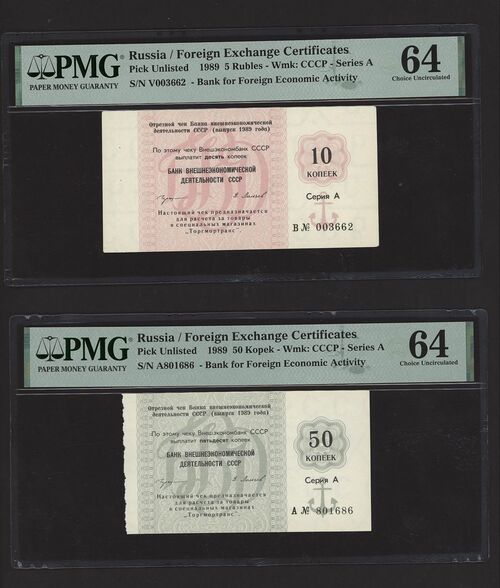 PMG
PAPER MONEY GUARANTY
Russia / Foreign Exchange Certificates
Pick Unlisted 1989 5 Rubles - Wmk: CCCP - Series A
S/N V003662 - Bank for Foreign Economic Activity
64
Choice Uncirculated
Отрезной чек Банка внешнеэкономической
деятельности СССР (выпуск 1989 года)
По этому чеку Внешэкономбанк СССР
выплатит десять копеек
БАНК ВНЕШНЕЭКОНОМИЧЕСКОЙ
ДЕЯТЕЛЬНОСТИ СССР
Настоящий чек предназначается
для расчета за товары
в специальных магазинах
"Торгмортранс"
10
КОПЕЕК
Серия А
В № 003662
PMG
PAPER MONEY GUARANTY
Russia / Foreign Exchange Certificates
Pick Unlisted 1989 50 Kopek - Wmk: CCCP - Series A
S/N A801686 - Bank for Foreign Economic Activity
64
Choice Uncirculated
Отрезной чек Банка внешнеэкономической
деятельности СССР (выпуск 1989 года)
По этому чеку Внешэкономбанк СССР
выплатит пятьдесят копеек
БАНК ВНЕШНЕЭКОНОМИЧЕСКОЙ
ДЕЯТЕЛЬНОСТИ СССР
Настоящий чек предназначается
для расчета за товары
в специальных магазинах
"Торгмортранс"
50
КОПЕЕК
Серия А
А № 801686